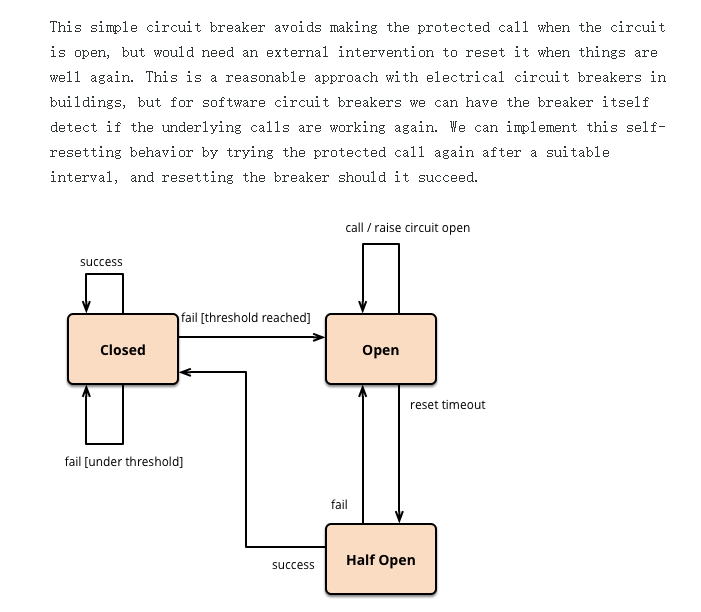 This simple circuit breaker avoids making the protected call when the circuit
is open, but would need an external intervention to reset it when things are
well again. This is a reasonable approach with electrical circuit breakers in
buildings, but for software circuit breakers we can have the breaker itself
detect if the underlying calls are working again. We can implement this self-
resetting behavior by trying the protected call again after a suitable
interval, and resetting the breaker should it succeed.
call / raise circuit open
success
fail [threshold reached]
Closed
Open
reset timeout
fail [under threshold]
fail
Half Open
success